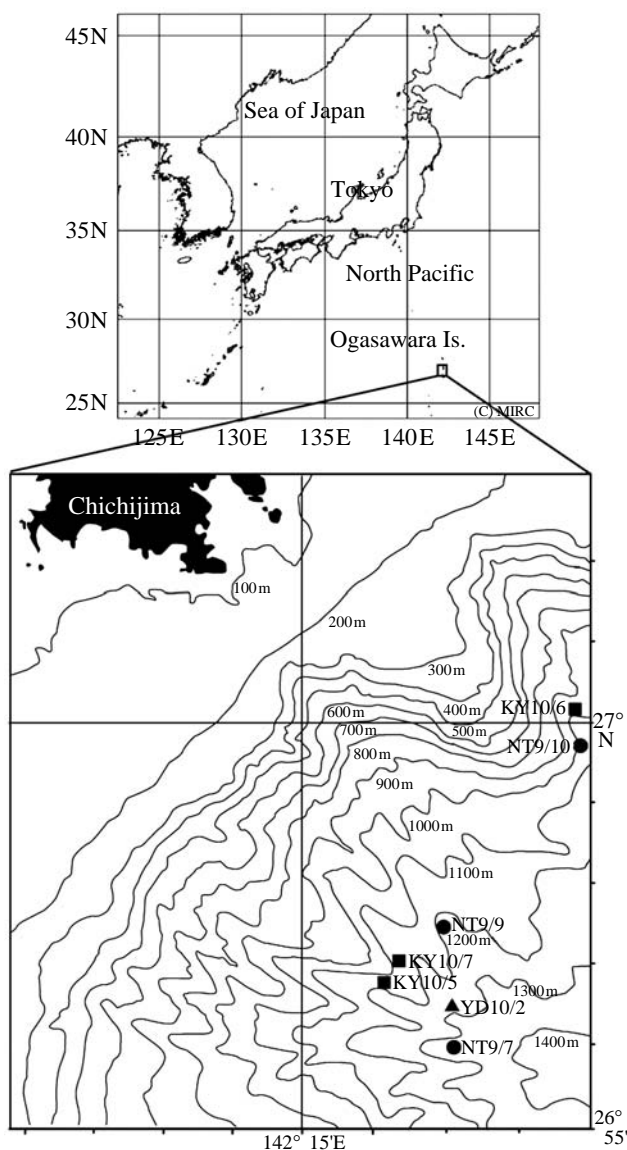 45N
Sea of Japan
40N
Tokyo
35N
North Pacific
30N
Ogasawara Is.
25N
(C) MIRC
125E 130E 135E 140E 145E
Chichijima
100m
200m
300m
400m
KY10/6
600m
500m
27°
N
700m
NT9/10
800m
900m
1000m
1100m
NT9/9
1200m
KY10/7
KY10/5
1300m
YD10/2
1400m
NT9/7
26°
55'
142° 15'E